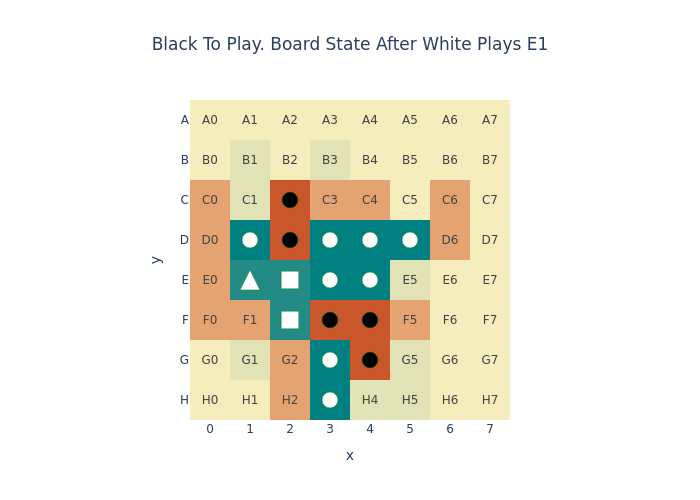 Black To Play. Board State After White Plays E1
A A0 A1 A2 A3 A4 A5 A6 A7
B B0 B1 B2 B3 B4 B5 B6 B7
C C0 C1 C3 C4 C5 C6 C7
D D0 D6 D7
y
E E0 E5 E6 E7
F F0 F1 F5 F6 F7
G G0 G1 G2 G5 G6 G7
H H0 H1 H2 H4 H5 H6 H7
0 1 2 3 4 5 6 7
x